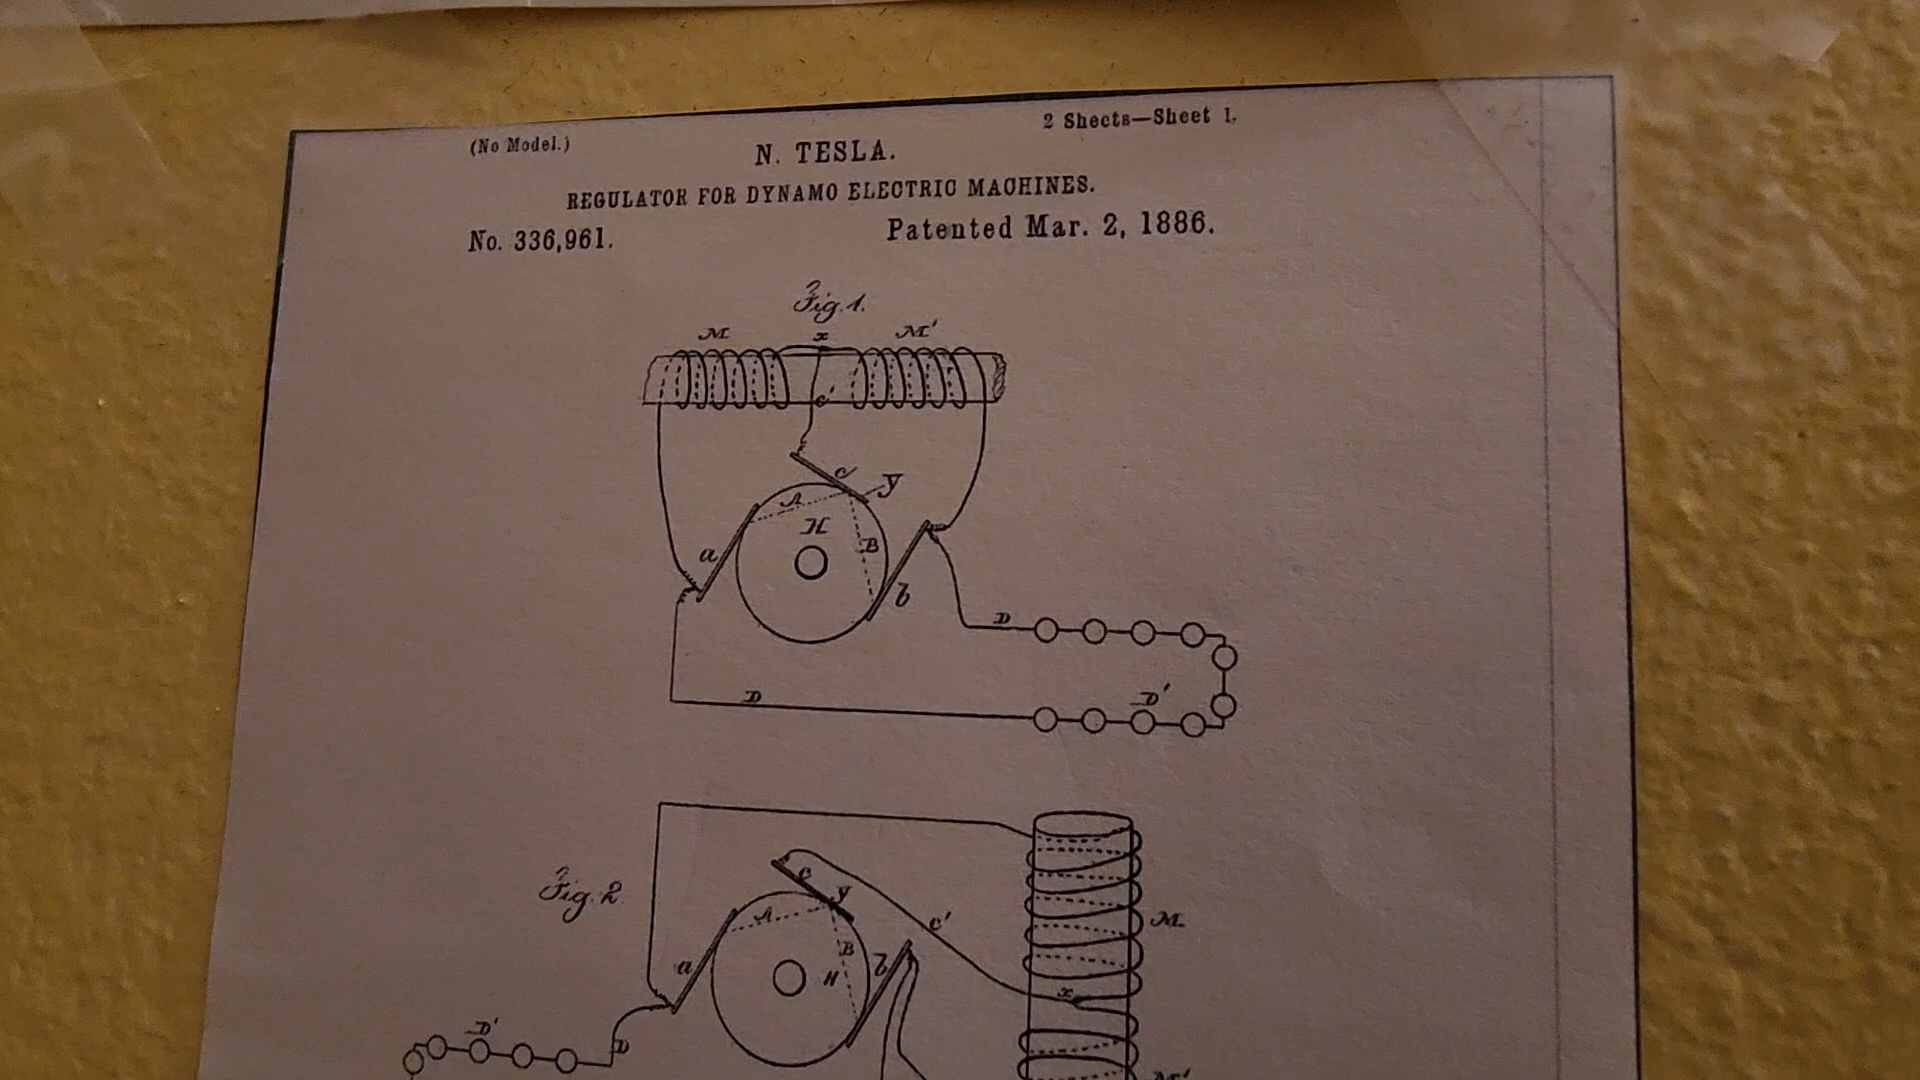 (No Model.)
2 Sheets—Sheet 1.
N. TESLA.
REGULATOR FOR DYNAMO ELECTRIC MACHINES.
No. 336,961. Patented Mar. 2, 1886.
Fig. 1.
M x M'
c'
c y
A
H
a B
b
D
D D'
Fig. 2
c y
A c' M
B
a H b
x
D' D
M'